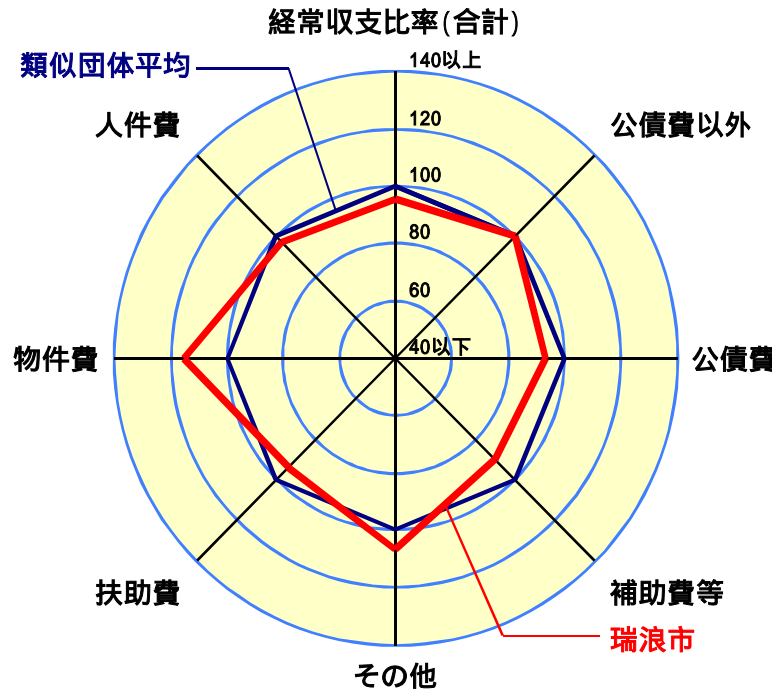 経常収支比率(合計)
類似団体平均
140以上
人件費
120
公債費以外
100
80
60
40以下
物件費
公債費
扶助費
補助費等
瑞浪市
その他